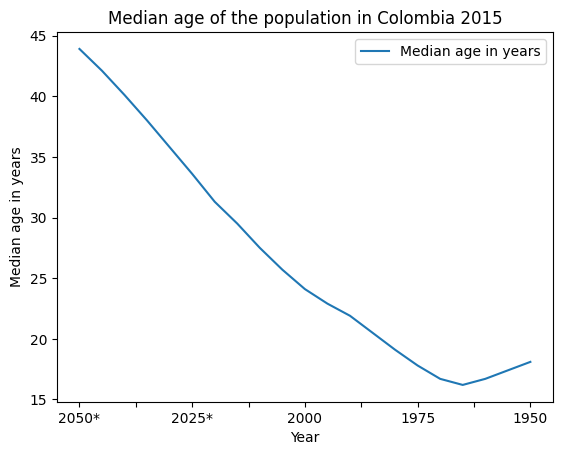 Median age of the population in Colombia 2015
Median age in years
45
40
35
30
25
20
15
Median age in years
2050* 2025* 2000 1975 1950
Year